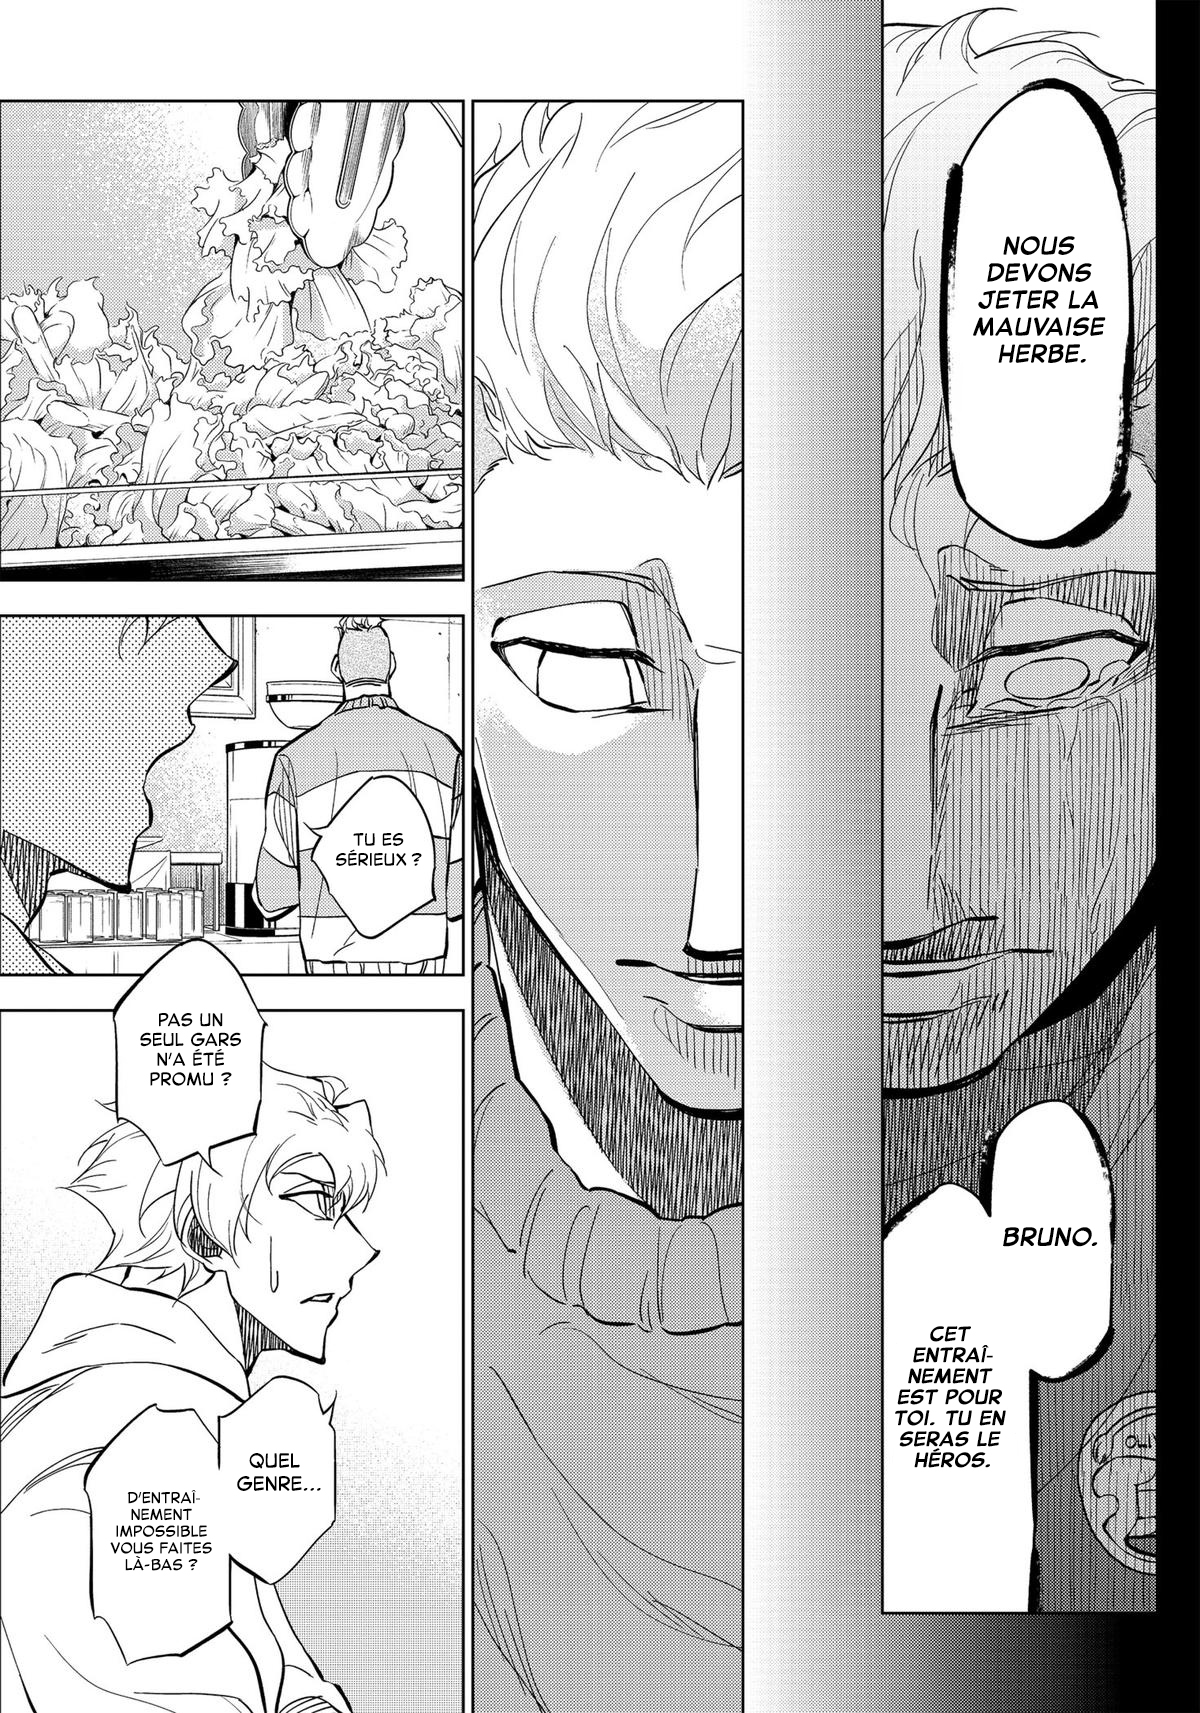 NOUS
DEVONS
JETER LA
MAUVAISE
HERBE.
BRUNO.
CET
ENTRAÎ-
NEMENT
EST POUR
TOI. TU EN
SERAS LE
HÉROS.
TU ES
SÉRIEUX ?
PAS UN
SEUL GARS
N'A ÉTÉ
PROMU ?
QUEL
GENRE...
D'ENTRAÎ-
NEMENT
IMPOSSIBLE
VOUS FAITES
LÀ-BAS ?